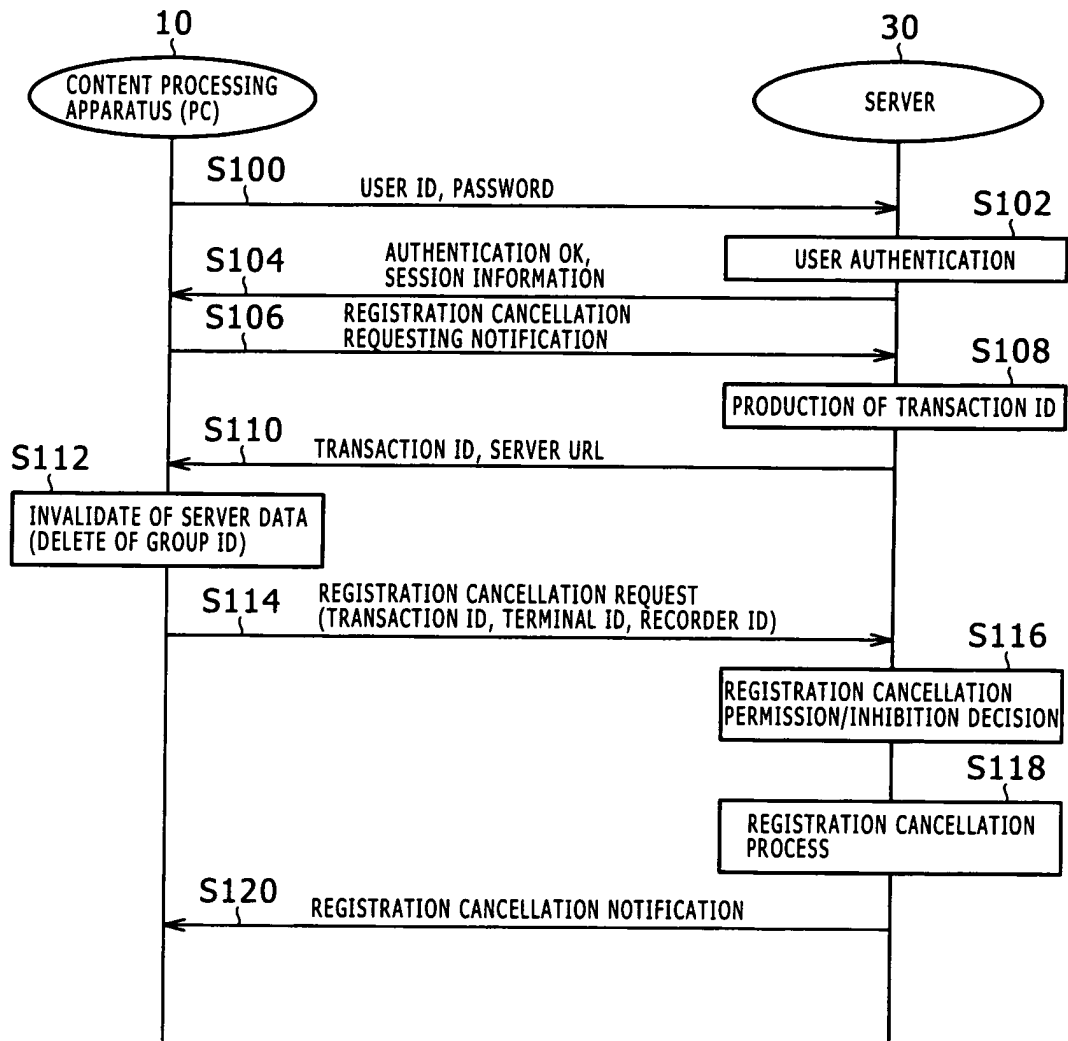 10
30
CONTENT PROCESSING
APPARATUS (PC)
SERVER
S100
USER ID, PASSWORD
S102
USER AUTHENTICATION
S104
AUTHENTICATION OK,
SESSION INFORMATION
S106
REGISTRATION CANCELLATION
REQUESTING NOTIFICATION
S108
PRODUCTION OF TRANSACTION ID
S110
TRANSACTION ID, SERVER URL
S112
INVALIDATE OF SERVER DATA
(DELETE OF GROUP ID)
S114
REGISTRATION CANCELLATION REQUEST
(TRANSACTION ID, TERMINAL ID, RECORDER ID)
S116
REGISTRATION CANCELLATION
PERMISSION/INHIBITION DECISION
S118
REGISTRATION CANCELLATION
PROCESS
S120
REGISTRATION CANCELLATION NOTIFICATION